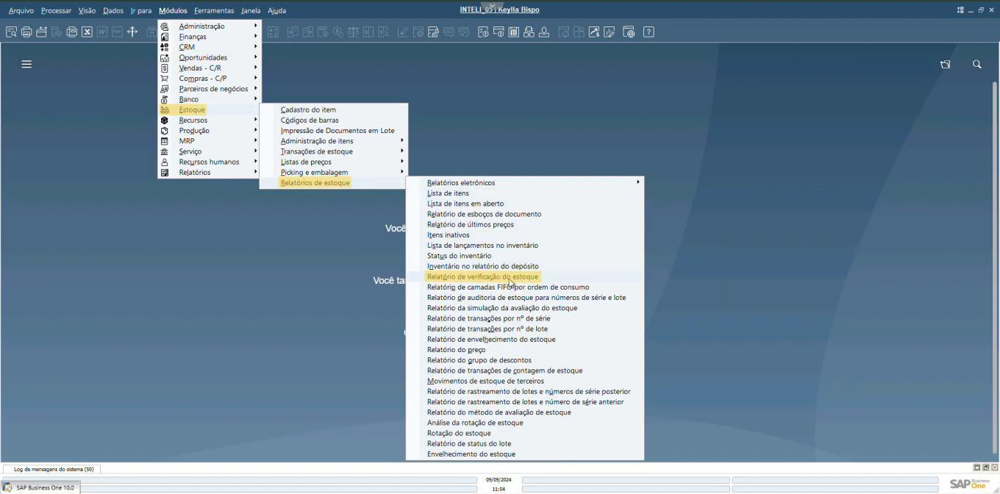 INTELI_05 | Keylla Bispo
Arquivo Processar Visão Dados Ir para Módulos Ferramentas Janela Ajuda
Administração
Finanças
CRM
Oportunidades
Vendas - C/R
Compras - C/P
Parceiros de negócios
Banco
Estoque
Recursos
Produção
MRP
Serviço
Recursos humanos
Relatórios
Cadastro do item
Códigos de barras
Impressão de Documentos em Lote
Administração de itens
Transações de estoque
Listas de preços
Picking e embalagem
Relatórios de estoque
Relatórios eletrônicos
Lista de itens
Lista de itens em aberto
Relatório de esboços de documento
Relatório de últimos preços
Itens inativos
Lista de lançamentos no inventário
Status do inventário
Inventário no relatório do depósito
Relatório de verificação do estoque
Relatório de camadas FIFO por ordem de consumo
Relatório de auditoria de estoque para números de série e lote
Relatório da simulação da avaliação do estoque
Relatório de transações por nº de série
Relatório de transações por nº de lote
Relatório de envelhecimento do estoque
Relatório do preço
Relatório do grupo de descontos
Relatório de transações de contagem de estoque
Movimentos de estoque de terceiros
Relatório de rastreamento de lotes e números de série posterior
Relatório de rastreamento de lotes e número de série anterior
Relatório do método de avaliação de estoque
Análise da rotação de estoque
Rotação do estoque
Relatório de status do lote
Envelhecimento do estoque
Você
Você
Log de mensagens do sistema (50)
09/09/2024
11:54
SAP Business One 10.0
SAP Business One